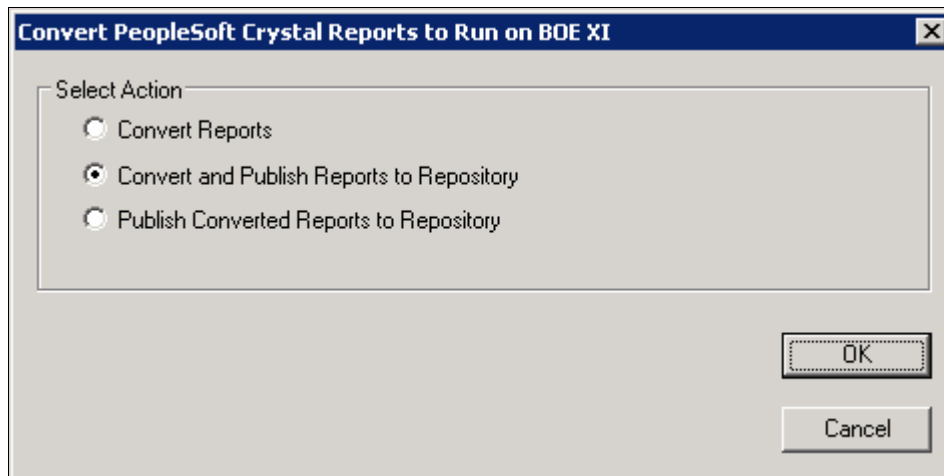 Convert PeopleSoft Crystal Reports to Run on BOE XI
Select Action
Convert Reports
Convert and Publish Reports to Repository
Publish Converted Reports to Repository
OK
Cancel